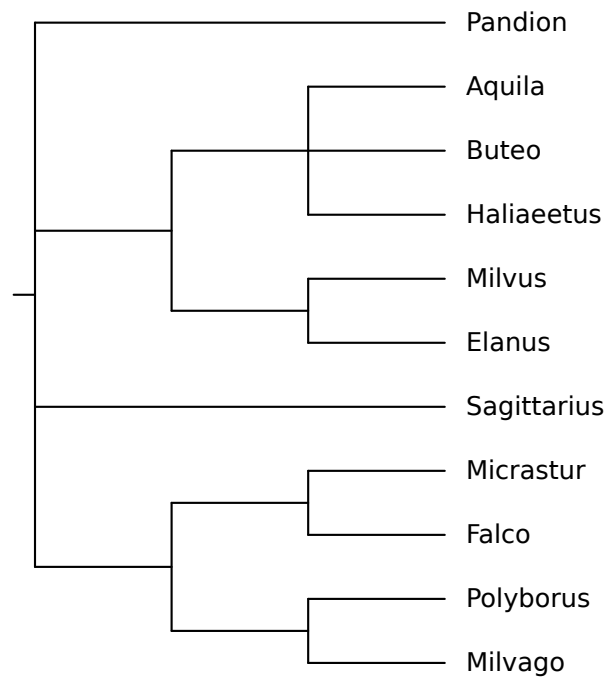 Pandion
Aquila
Buteo
Haliaeetus
Milvus
Elanus
Sagittarius
Micrastur
Falco
Polyborus
Milvago